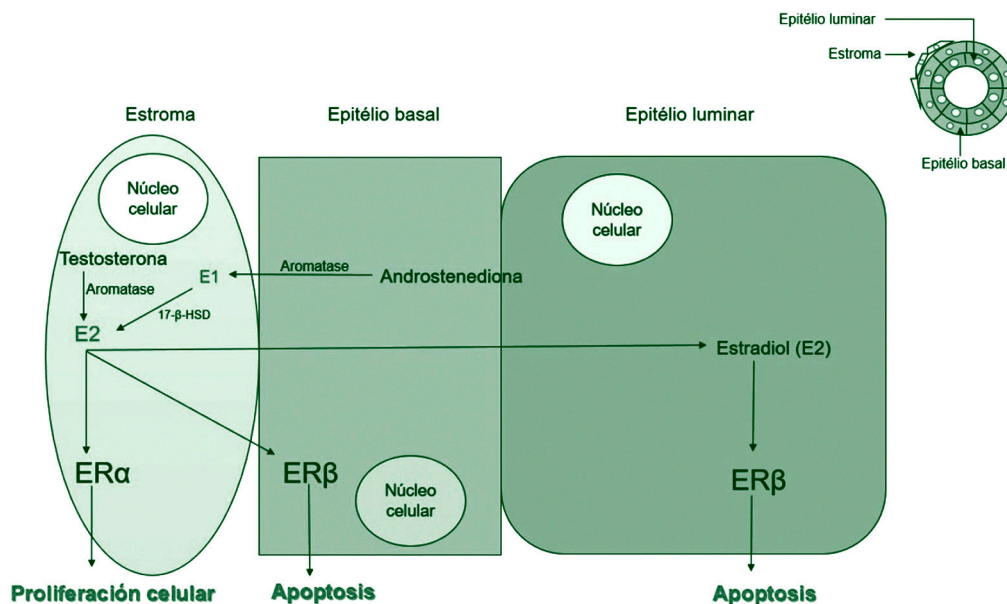 Epitélio luminar
Estroma
Epitélio basal
Estroma
Epitélio basal
Epitélio luminar
Núcleo
celular
Núcleo
celular
Testosterona
Aromatase
E1
Aromatase
Androstenediona
17-β-HSD
E2
Estradiol (E2)
ERα
ERβ
Núcleo
celular
ERβ
Proliferación celular
Apoptosis
Apoptosis